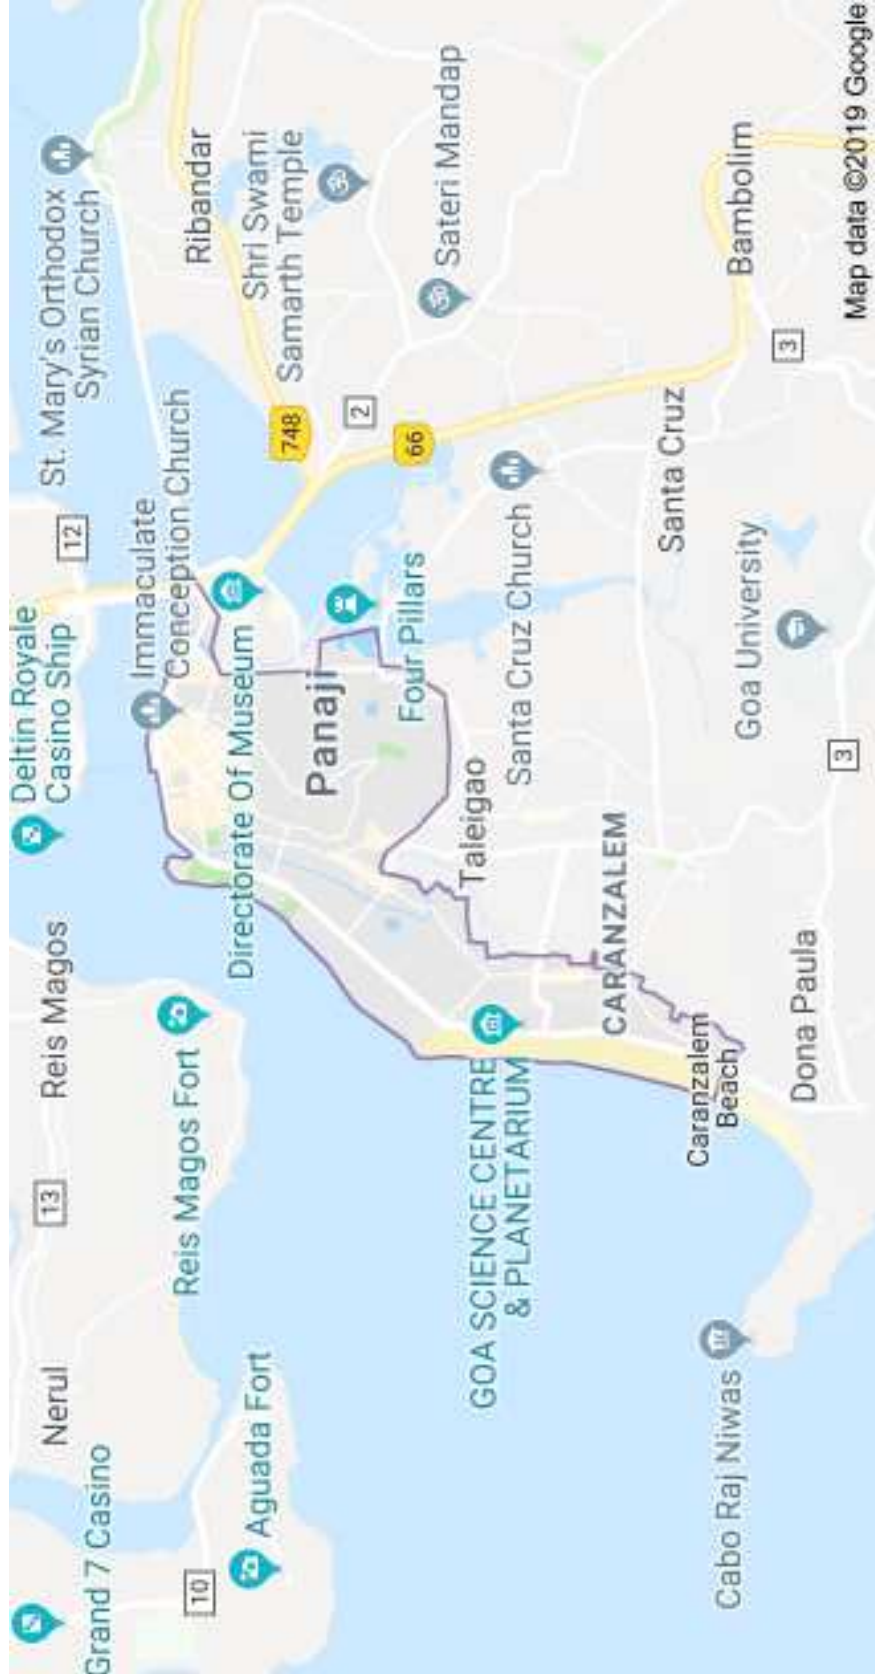 Grand 7 Casino
Nerul
13
Reis Magos
Deltin Royale
Casino Ship
12
St. Mary's Orthodox
Syrian Church
10
Aguada Fort
Reis Magos Fort
Immaculate
Conception Church
Ribandar
Directorate Of Museum
748
Shri Swami
Samarth Temple
Panaji
2
Four Pillars
66
Sateri Mandap
GOA SCIENCE CENTRE
& PLANETARIUM
Taleigao
Santa Cruz Church
CARANZALEM
Santa Cruz
Caranzalem
Beach
Cabo Raj Niwas
Goa University
Bambolim
3
Dona Paula
3
Map data ©2019 Google